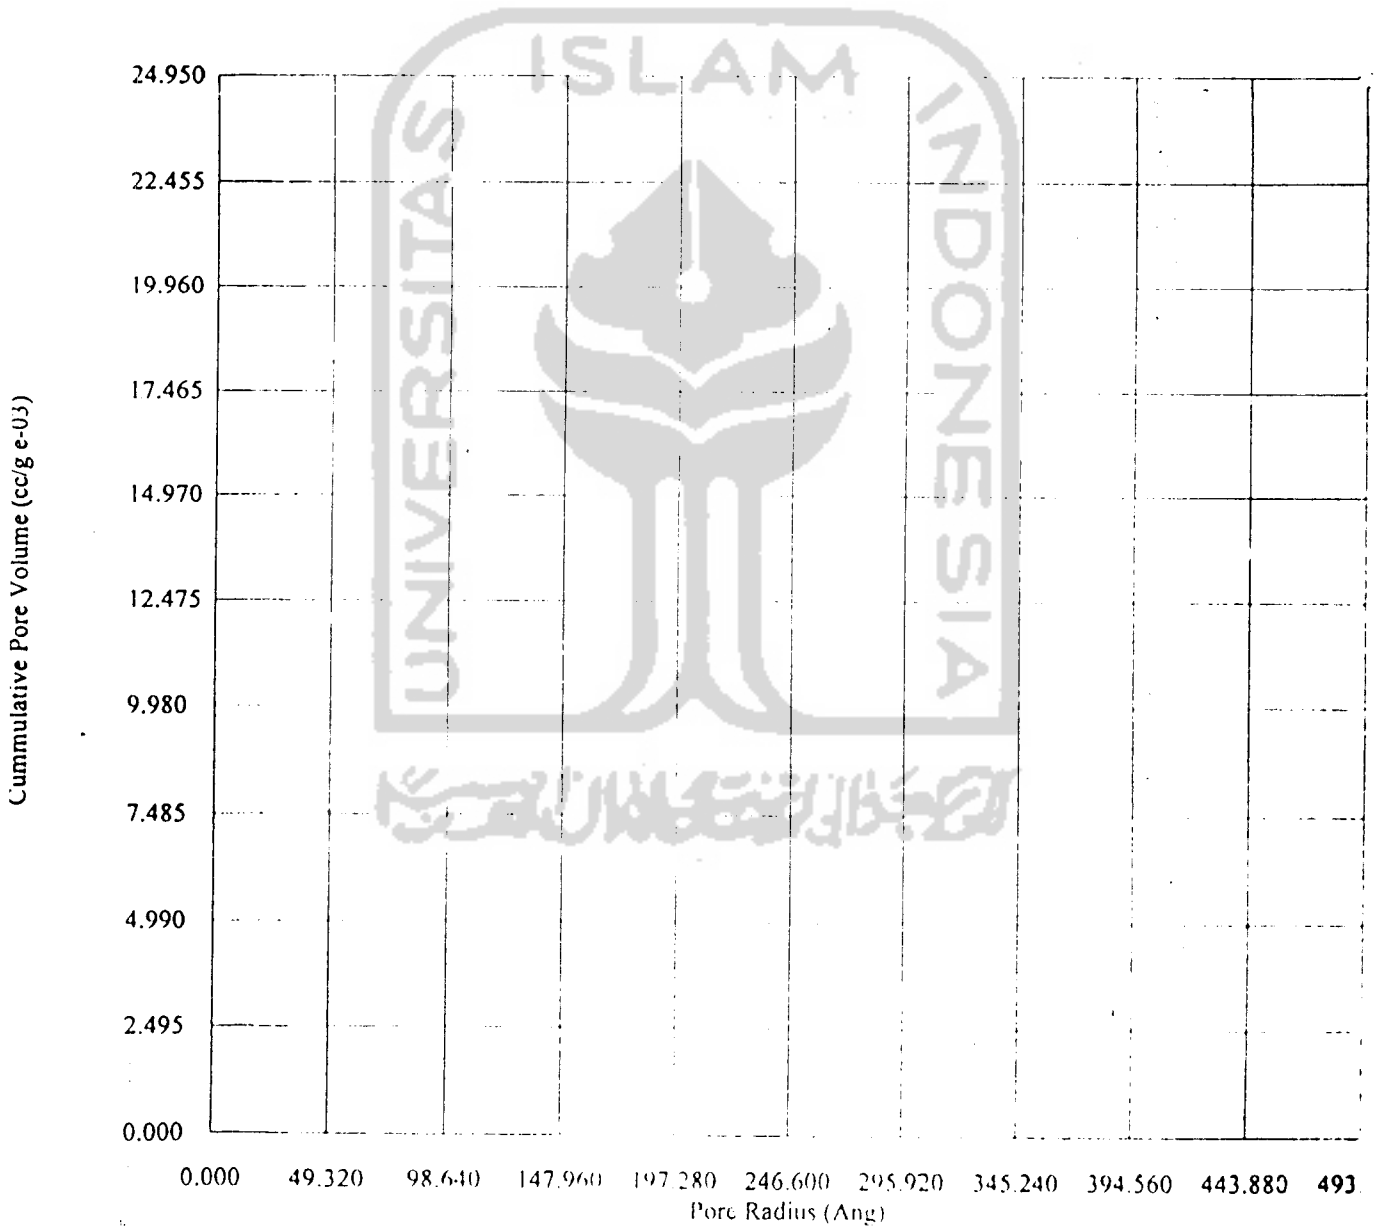 ISLAM
UNIVERSITAS
INDONESIA
24.950
22.455
19.960
17.465
14.970
12.475
9.980
7.485
4.990
2.495
0.000
Cummulative Pore Volume (cc/g e-03)
0.000 49.320 98.640 147.960 197.280 246.600 295.920 345.240 394.560 443.880 493.
Pore Radius (Ang)